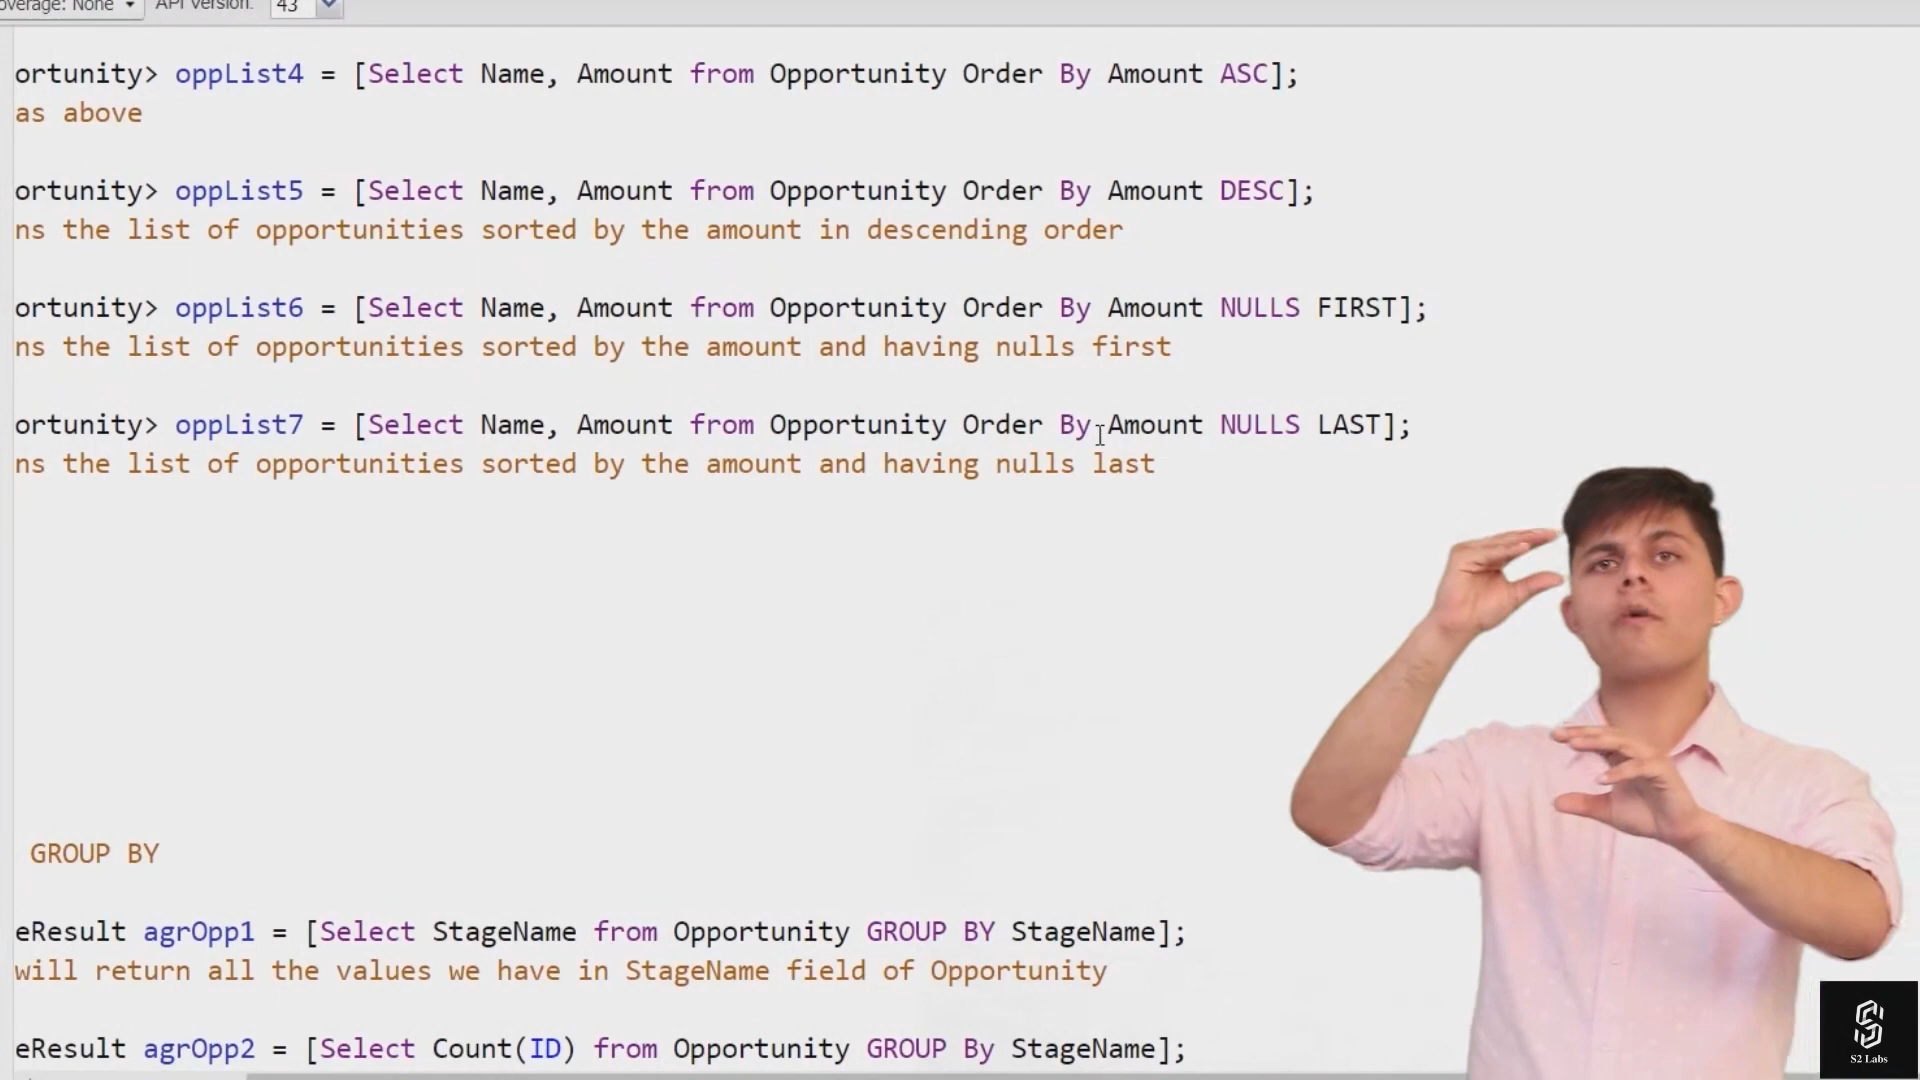 overage: None API Version: 43
ortunity> oppList4 = [Select Name, Amount from Opportunity Order By Amount ASC];
as above
ortunity> oppList5 = [Select Name, Amount from Opportunity Order By Amount DESC];
ns the list of opportunities sorted by the amount in descending order
ortunity> oppList6 = [Select Name, Amount from Opportunity Order By Amount NULLS FIRST];
ns the list of opportunities sorted by the amount and having nulls first
ortunity> oppList7 = [Select Name, Amount from Opportunity Order By Amount NULLS LAST];
ns the list of opportunities sorted by the amount and having nulls last
GROUP BY
eResult agrOpp1 = [Select StageName from Opportunity GROUP BY StageName];
will return all the values we have in StageName field of Opportunity
eResult agrOpp2 = [Select Count(ID) from Opportunity GROUP By StageName];
S2 Labs